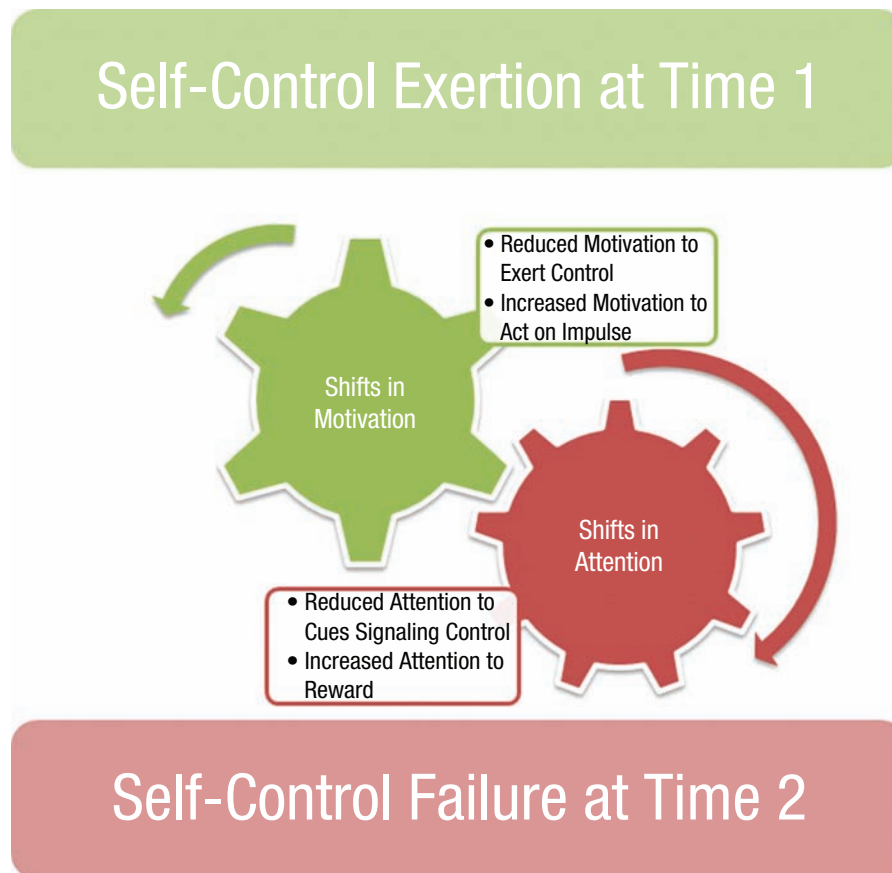 Self-Control Exertion at Time 1
• Reduced Motivation to
Exert Control
• Increased Motivation to
Act on Impulse
Shifts in
Motivation
Shifts in
Attention
• Reduced Attention to
Cues Signaling Control
• Increased Attention to
Reward
Self-Control Failure at Time 2